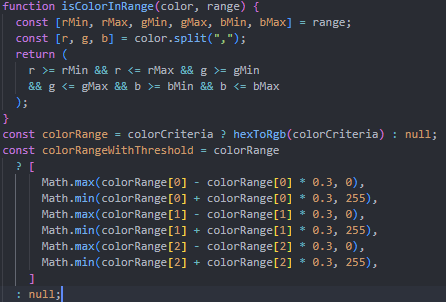 function isColorInRange(color, range) {
  const [rMin, rMax, gMin, gMax, bMin, bMax] = range;
  const [r, g, b] = color.split(",");
  return (
    r >= rMin && r <= rMax && g >= gMin
    && g <= gMax && b >= bMin && b <= bMax
  );
}
const colorRange = colorCriteria ? hexToRgb(colorCriteria) : null;
const colorRangeWithThreshold = colorRange
  ? [
      Math.max(colorRange[0] - colorRange[0] * 0.3, 0),
      Math.min(colorRange[0] + colorRange[0] * 0.3, 255),
      Math.max(colorRange[1] - colorRange[1] * 0.3, 0),
      Math.min(colorRange[1] + colorRange[1] * 0.3, 255),
      Math.max(colorRange[2] - colorRange[2] * 0.3, 0),
      Math.min(colorRange[2] + colorRange[2] * 0.3, 255),
    ]
  : null;